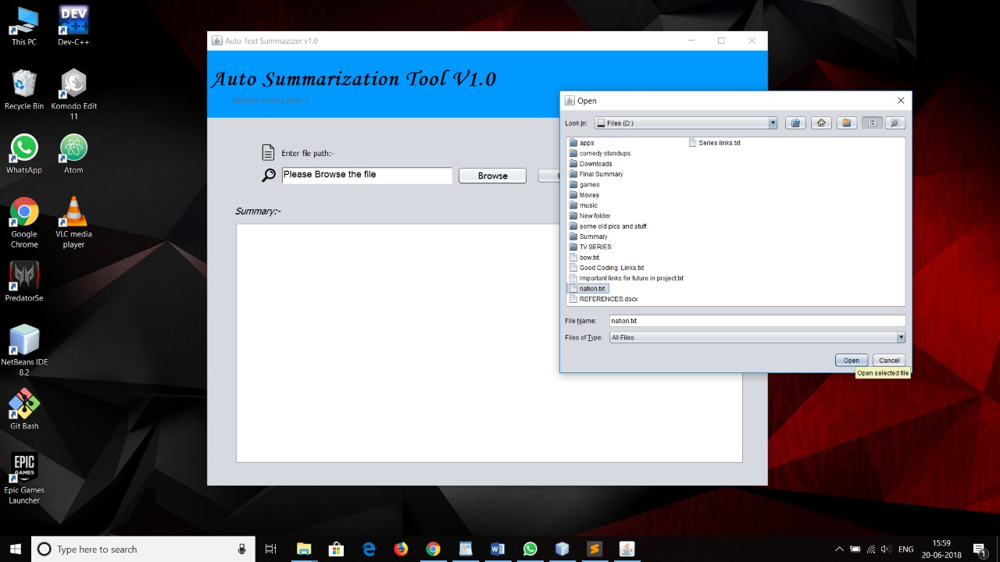 This PC
DEV
C++
Dev-C++
Recycle Bin
Komodo Edit
11
WhatsApp
Atom
Google
Chrome
VLC media
player
PredatorSe
NetBeans IDE
8.2
Git Bash
EPIC
GAMES
Epic Games
Launcher
Auto Text Summazizer v1.0
Auto Summarization Tool V1.0
Updates Coming Soon :)
Enter file path:-
Please Browse the file
Browse
Summary:-
Open
Look In:
Files (D:)
apps
comedy standups
Downloads
Final Summary
games
Movies
music
New folder
some old pics and stuff
Summary
TV SERIES
bow.txt
Good Coding  Links.txt
Important links for future in project.txt
nation.txt
REFERENCES.docx
Series links.txt
File Name:
nation.txt
Files of Type:
All Files
Open
Cancel
Open selected file
Type here to search
ENG
15:59
20-06-2018
1